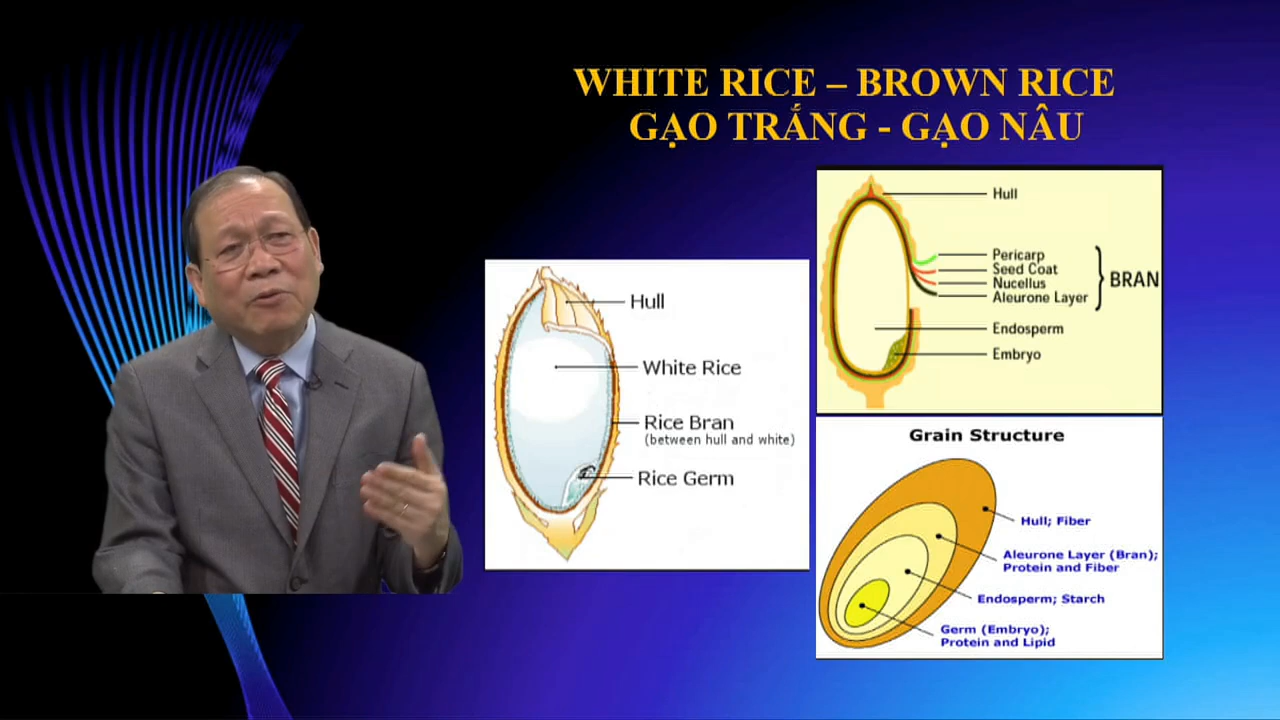 WHITE RICE – BROWN RICE
GẠO TRẮNG - GẠO NÂU
Hull
White Rice
Rice Bran
(between hull and white)
Rice Germ
Hull
Pericarp
Seed Coat
Nucellus
Aleurone Layer
BRAN
Endosperm
Embryo
Grain Structure
Hull; Fiber
Aleurone Layer (Bran);
Protein and Fiber
Endosperm; Starch
Germ (Embryo);
Protein and Lipid